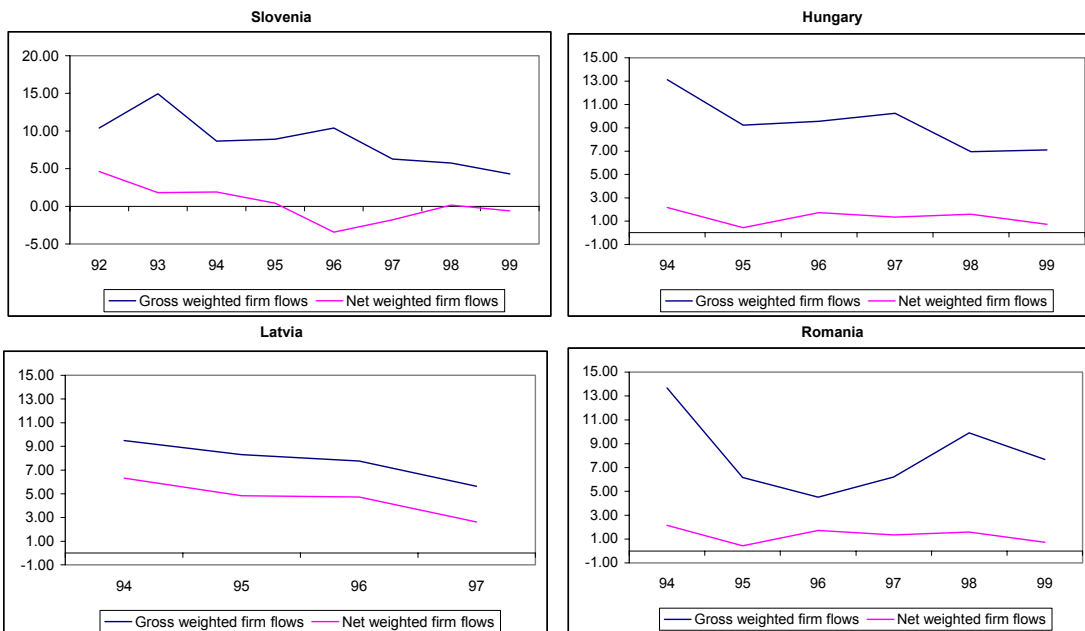 Slovenia
20.00
15.00
10.00
5.00
0.00
-5.00
92 93 94 95 96 97 98 99
Gross weighted firm flows Net weighted firm flows
Hungary
15.00
13.00
11.00
9.00
7.00
5.00
3.00
1.00
-1.00
94 95 96 97 98 99
Gross weighted firm flows Net weighted firm flows
Latvia
15.00
13.00
11.00
9.00
7.00
5.00
3.00
1.00
-1.00
94 95 96 97
Gross weighted firm flows Net weighted firm flows
Romania
15.00
13.00
11.00
9.00
7.00
5.00
3.00
1.00
-1.00
94 95 96 97 98 99
Gross weighted firm flows Net weighted firm flows